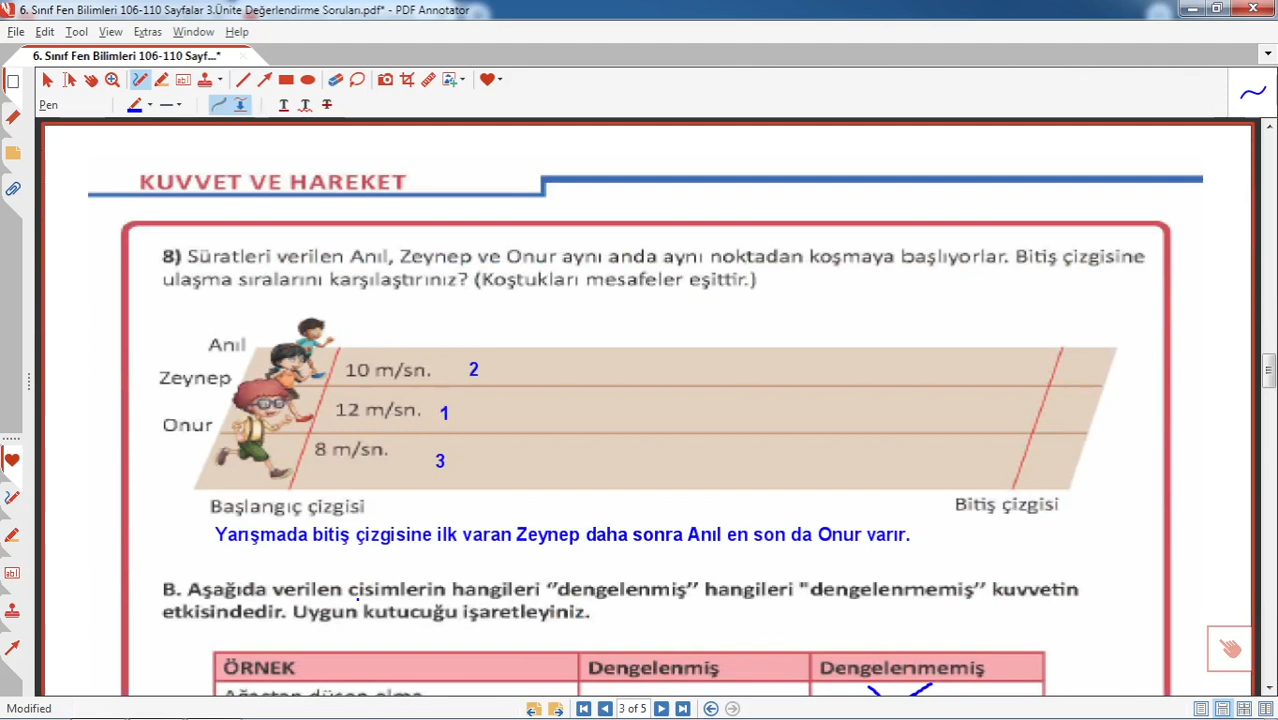 6. Sınıf Fen Bilimleri 106-110 Sayfalar 3.Ünite Değerlendirme Soruları.pdf* - PDF Annotator
File Edit Tool View Extras Window Help
6. Sınıf Fen Bilimleri 106-110 Sayf...*
Pen
KUVVET VE HAREKET
8) Süratleri verilen Anıl, Zeynep ve Onur aynı anda aynı noktadan koşmaya başlıyorlar. Bitiş çizgisine
ulaşma sıralarını karşılaştırınız? (Koştukları mesafeler eşittir.)
Anıl
10 m/sn. 2
Zeynep
12 m/sn. 1
Onur
8 m/sn. 3
Başlangıç çizgisi Bitiş çizgisi
Yarışmada bitiş çizgisine ilk varan Zeynep daha sonra Anıl en son da Onur varır.
B. Aşağıda verilen cisimlerin hangileri ‘’dengelenmiş’’ hangileri "dengelenmemiş’’ kuvvetin
etkisindedir. Uygun kutucuğu işaretleyiniz.
ÖRNEK Dengelenmiş Dengelenmemiş
Ağaçtan düşen elma
Modified 3 of 5